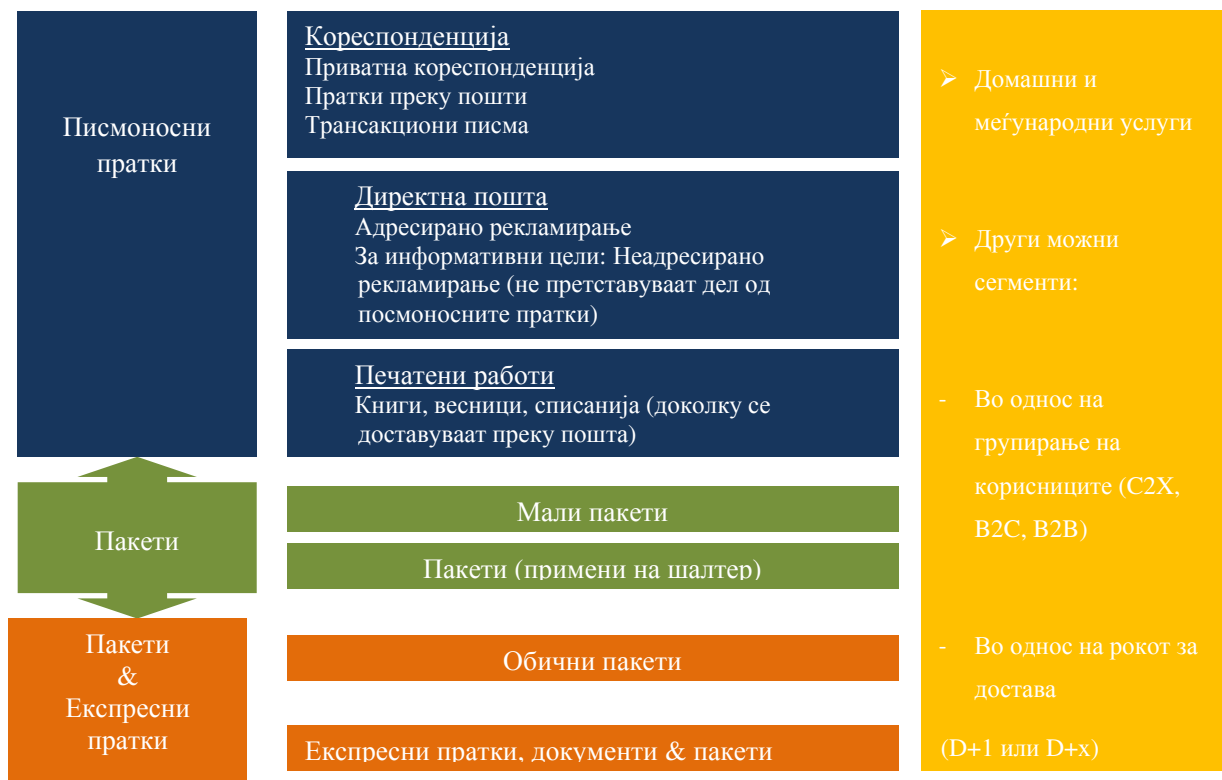 Писмоносни
пратки
Кореспонденција
Приватна кореспонденција
Пратки преку пошти
Трансакциони писма
Директна пошта
Адресирано рекламирање
За информативни цели: Неадресирано
рекламирање (не претставуваат дел од
посмоносните пратки)
Печатени работи
Книги, весници, списанија (доколку се
доставуваат преку пошта)
Пакети
Мали пакети
Пакети (примени на шалтер)
Пакети
&
Експресни
пратки
Обични пакети
Експресни пратки, документи & пакети
➢ Домашни и
меѓународни услуги
➢ Други можни
сегменти:
- Во однос на
групирање на
корисниците (C2X,
B2C, B2B)
- Во однос на рокот за
достава
(D+1 или D+x)